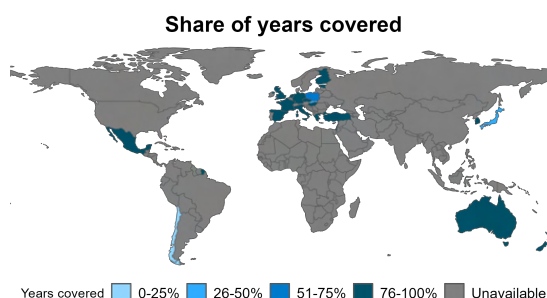 Share of years covered
Years covered 0-25% 26-50% 51-75% 76-100% Unavailable